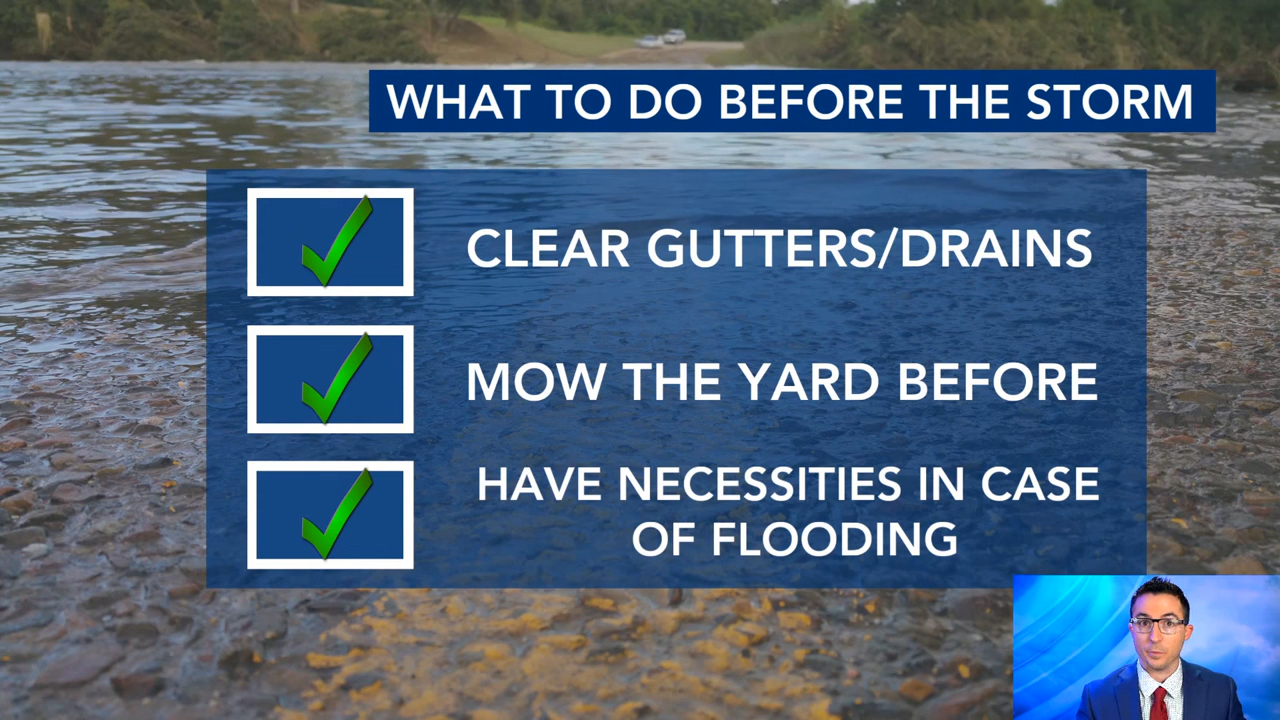 WHAT TO DO BEFORE THE STORM
CLEAR GUTTERS/DRAINS
MOW THE YARD BEFORE
HAVE NECESSITIES IN CASE
OF FLOODING